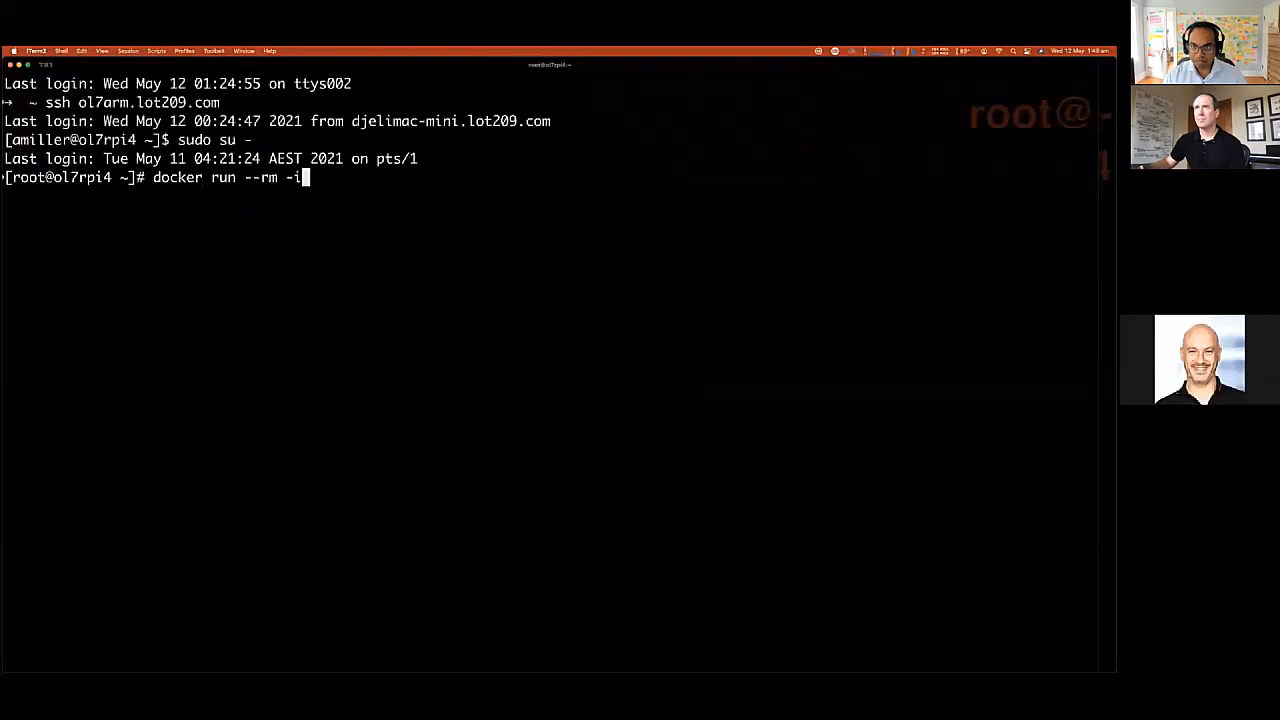 iTerm2 Shell Edit View Session Scripts Profiles Toolbelt Window Help
Wed 12 May 1:48 am
root@ol7rpi4:~
Last login: Wed May 12 01:24:55 on ttys002
→ ~ ssh ol7arm.lot209.com
Last login: Wed May 12 00:24:47 2021 from djelimac-mini.lot209.com
[amiller@ol7rpi4 ~]$ sudo su -
Last login: Tue May 11 04:21:24 AEST 2021 on pts/1
[root@ol7rpi4 ~]# docker run --rm -i
root@-
4